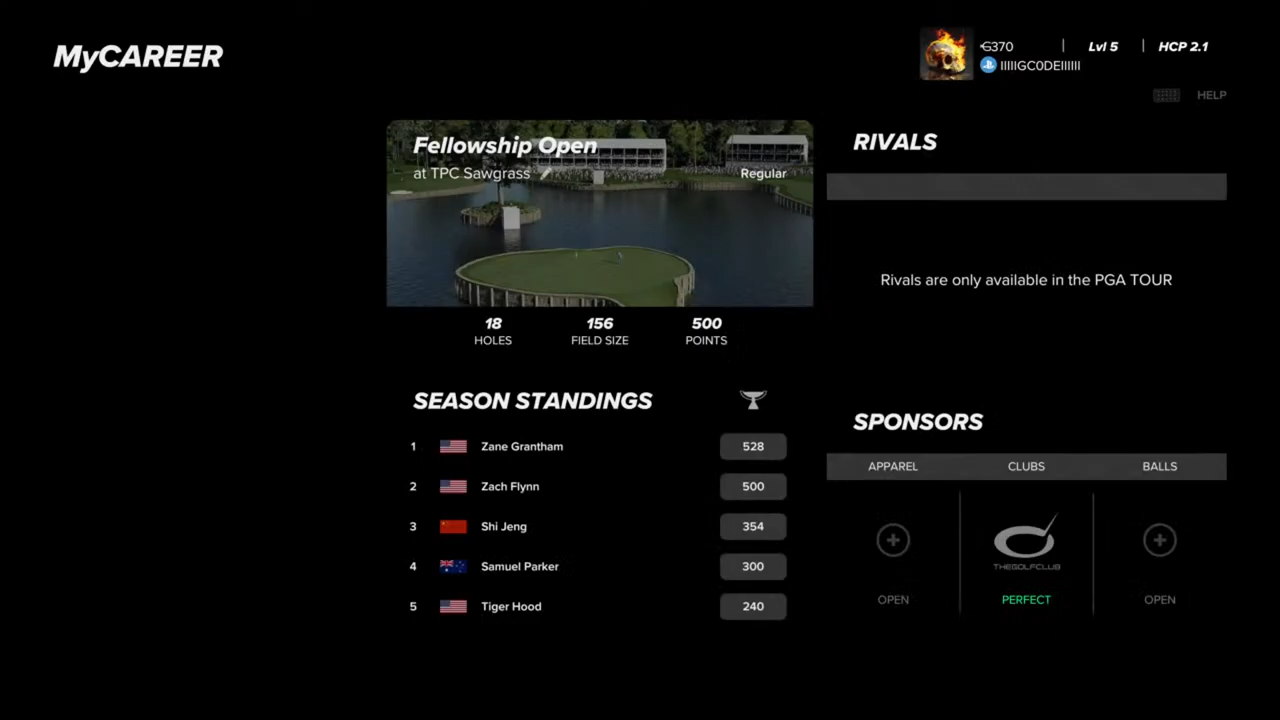 MyCAREER
G370 | Lvl 5 | HCP 2.1
IIIIIGC0DEIIIIII
HELP
Fellowship Open
at TPC Sawgrass
Regular
18
HOLES
156
FIELD SIZE
500
POINTS
RIVALS
Rivals are only available in the PGA TOUR
SEASON STANDINGS
1 Zane Grantham 528
2 Zach Flynn 500
3 Shi Jeng 354
4 Samuel Parker 300
5 Tiger Hood 240
SPONSORS
APPAREL CLUBS BALLS
THEGOLFCLUB
OPEN PERFECT OPEN